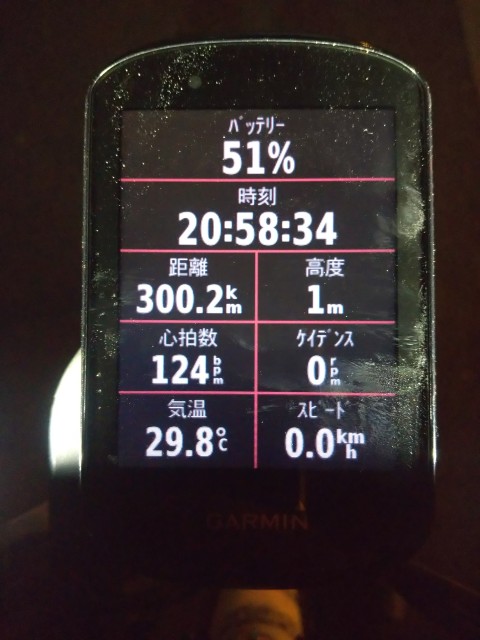 バッテリー
51%
時刻
20:58:34
距離 高度
300.2km 1m
心拍数 ケイデンス
124bpm 0rpm
気温 スピード
29.8℃ 0.0km/h
GARMIN